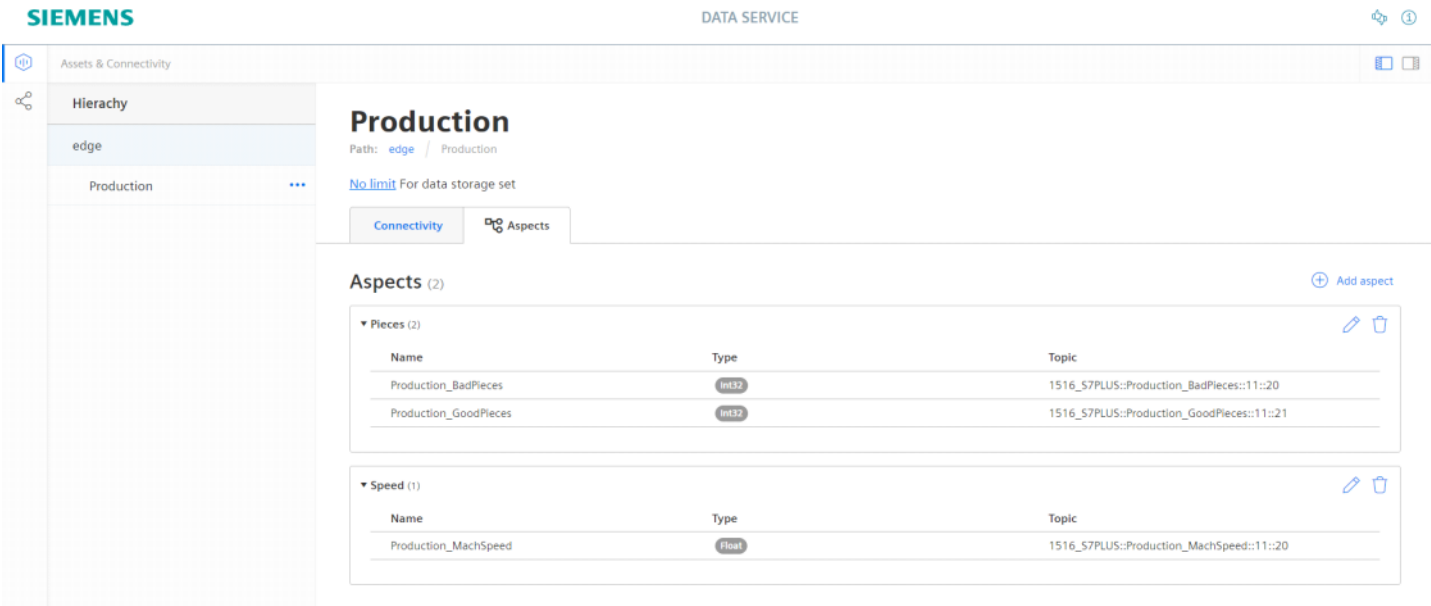 SIEMENS
DATA SERVICE
Assets & Connectivity
Hierachy
edge
Production
Production
Path: edge / Production
No limit For data storage set
Connectivity Aspects
Aspects (2)
Add aspect
Pieces (2)
Name Type Topic
Production_BadPieces Int32 1516_S7PLUS::Production_BadPieces::11::20
Production_GoodPieces Int32 1516_S7PLUS::Production_GoodPieces::11::21
Speed (1)
Name Type Topic
Production_MachSpeed Float 1516_S7PLUS::Production_MachSpeed::11::20